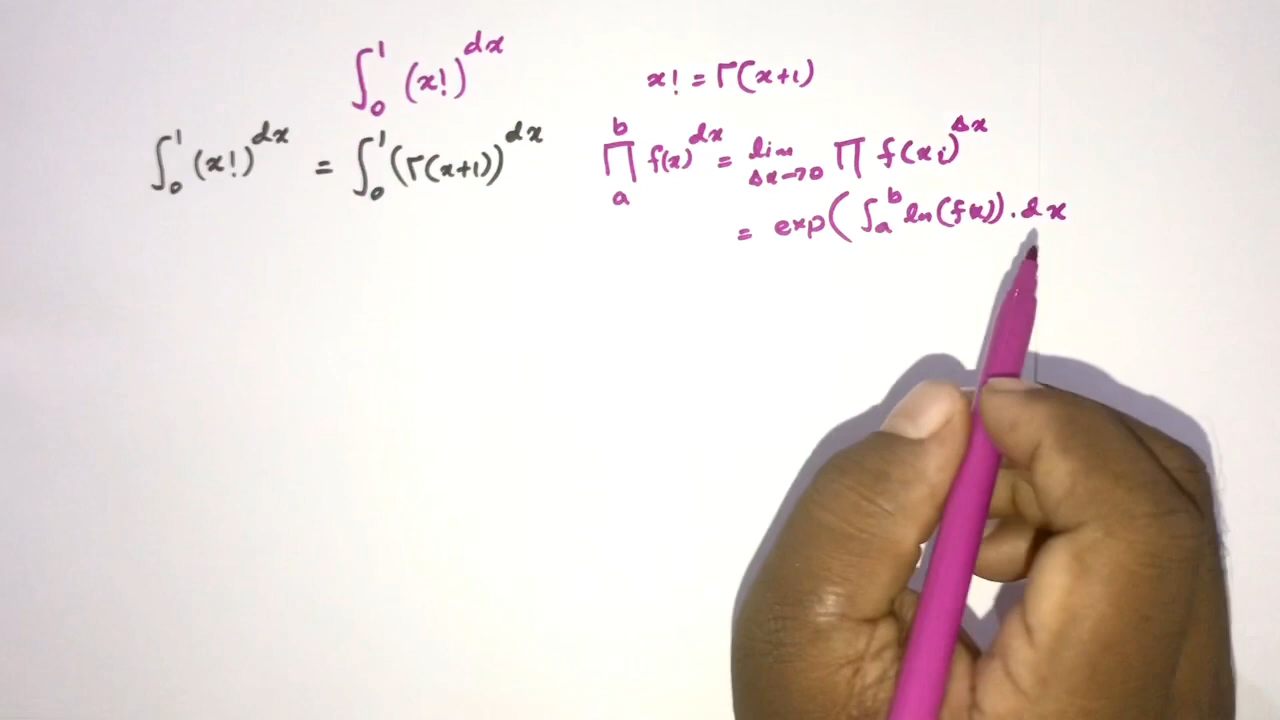 ∫₀¹ (x!)^dx
x! = Γ(x+1)
∫₀¹ (x!)^dx = ∫₀¹ (Γ(x+1))^dx
∏ₐᵇ f(x)^dx = lim Δx→0 ∏ f(xᵢ)^Δx
= exp(∫ₐᵇ ln(f(x)).dx